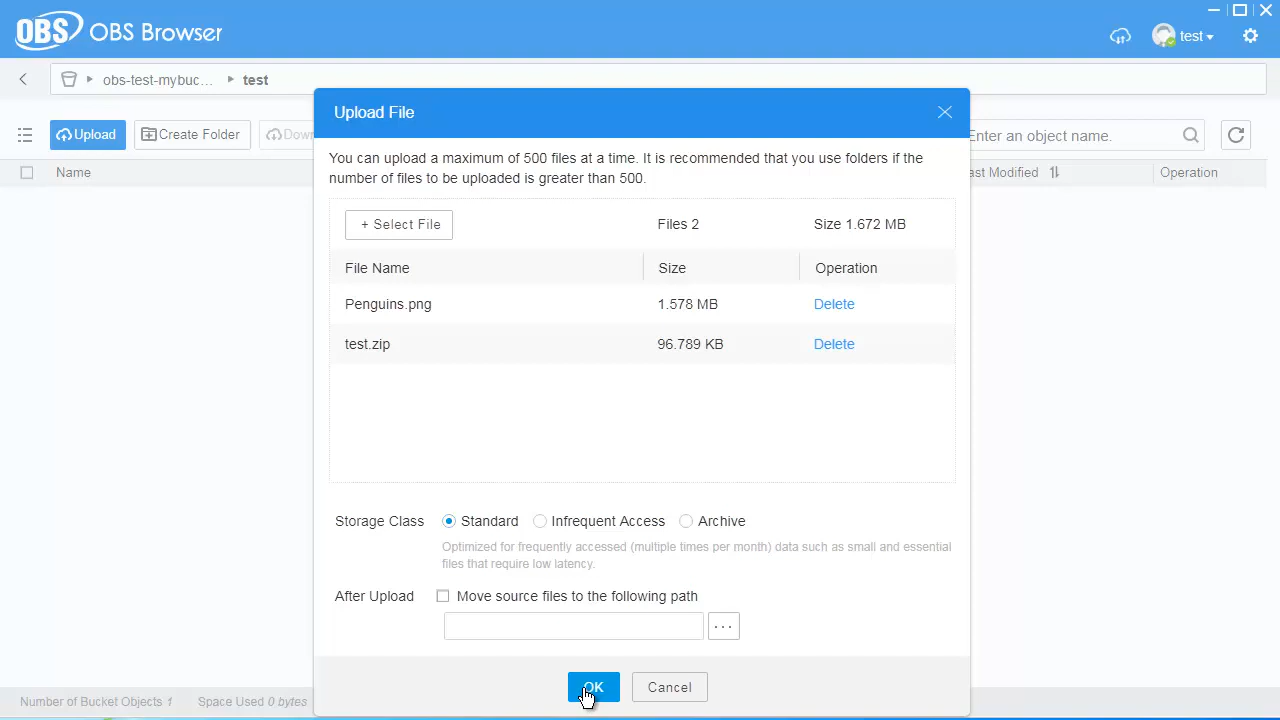 OBS OBS Browser
test
obs-test-mybuc... test
Upload Create Folder Down Enter an object name.
Name Last Modified Operation
Upload File
You can upload a maximum of 500 files at a time. It is recommended that you use folders if the
number of files to be uploaded is greater than 500.
+ Select File Files 2 Size 1.672 MB
File Name Size Operation
Penguins.png 1.578 MB Delete
test.zip 96.789 KB Delete
Storage Class Standard Infrequent Access Archive
Optimized for frequently accessed (multiple times per month) data such as small and essential
files that require low latency.
After Upload Move source files to the following path
...
OK Cancel
Number of Bucket Objects 1 Space Used 0 bytes